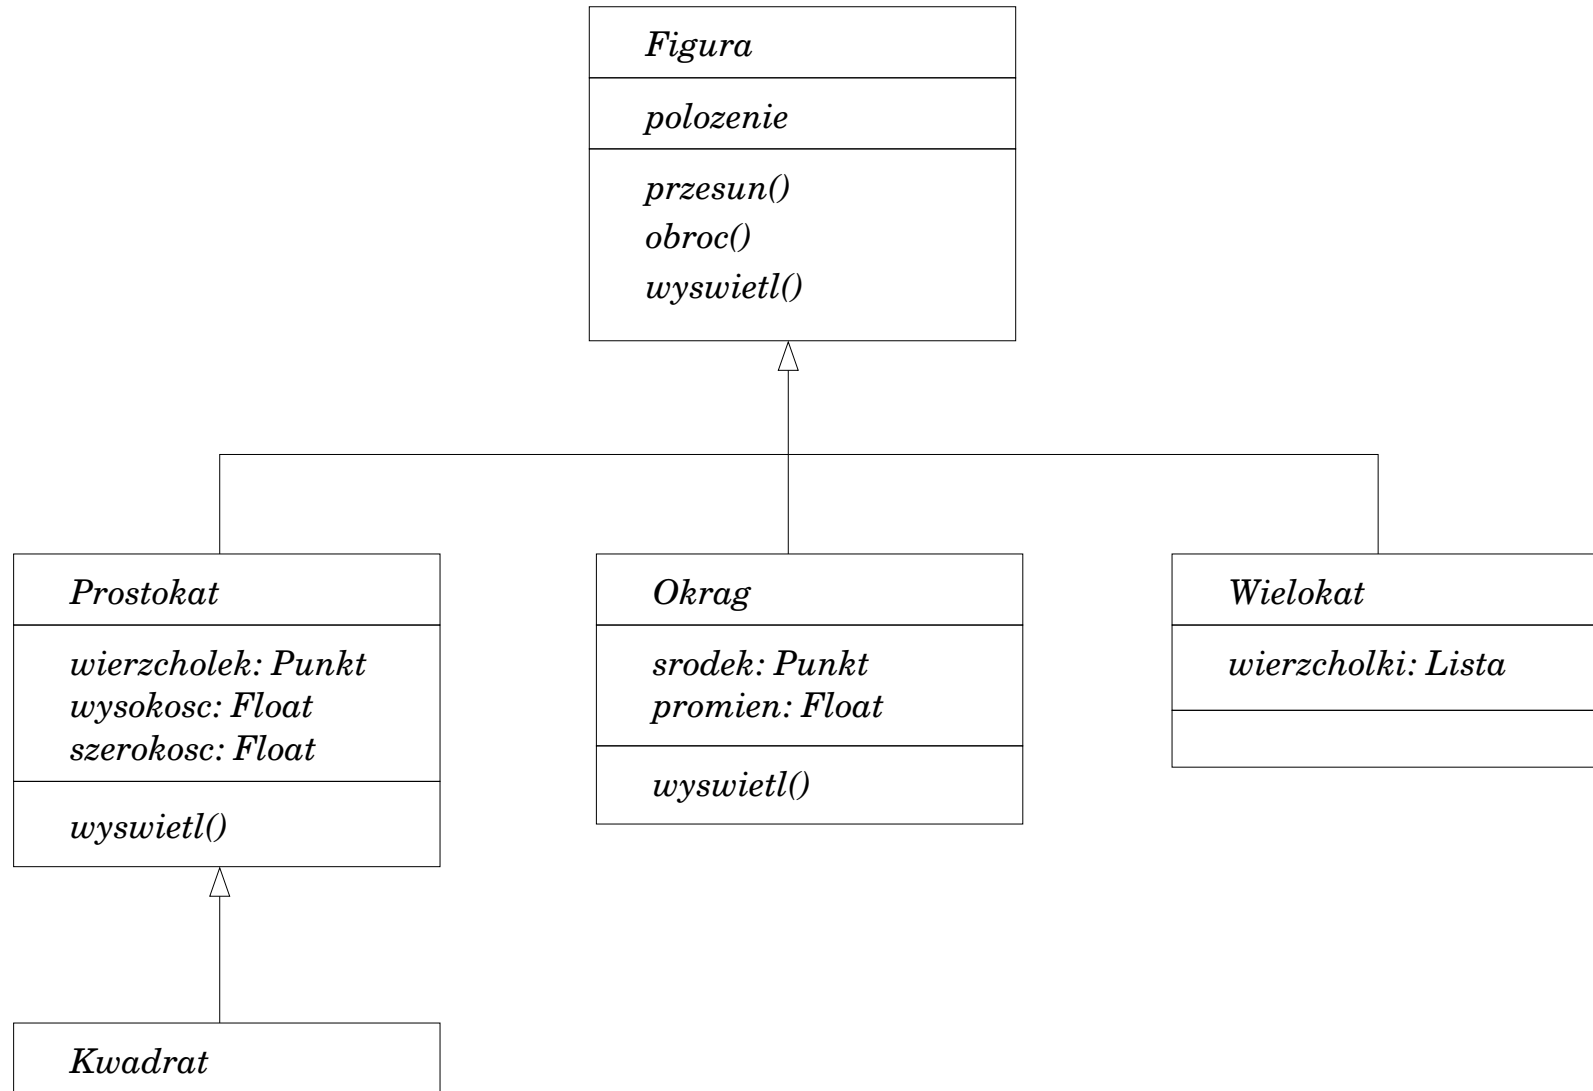 Figura
polozenie
przesun()
obroc()
wyswietl()
Prostokat
wierzcholek: Punkt
wysokosc: Float
szerokosc: Float
wyswietl()
Okrag
srodek: Punkt
promien: Float
wyswietl()
Wielokat
wierzcholki: Lista
Kwadrat